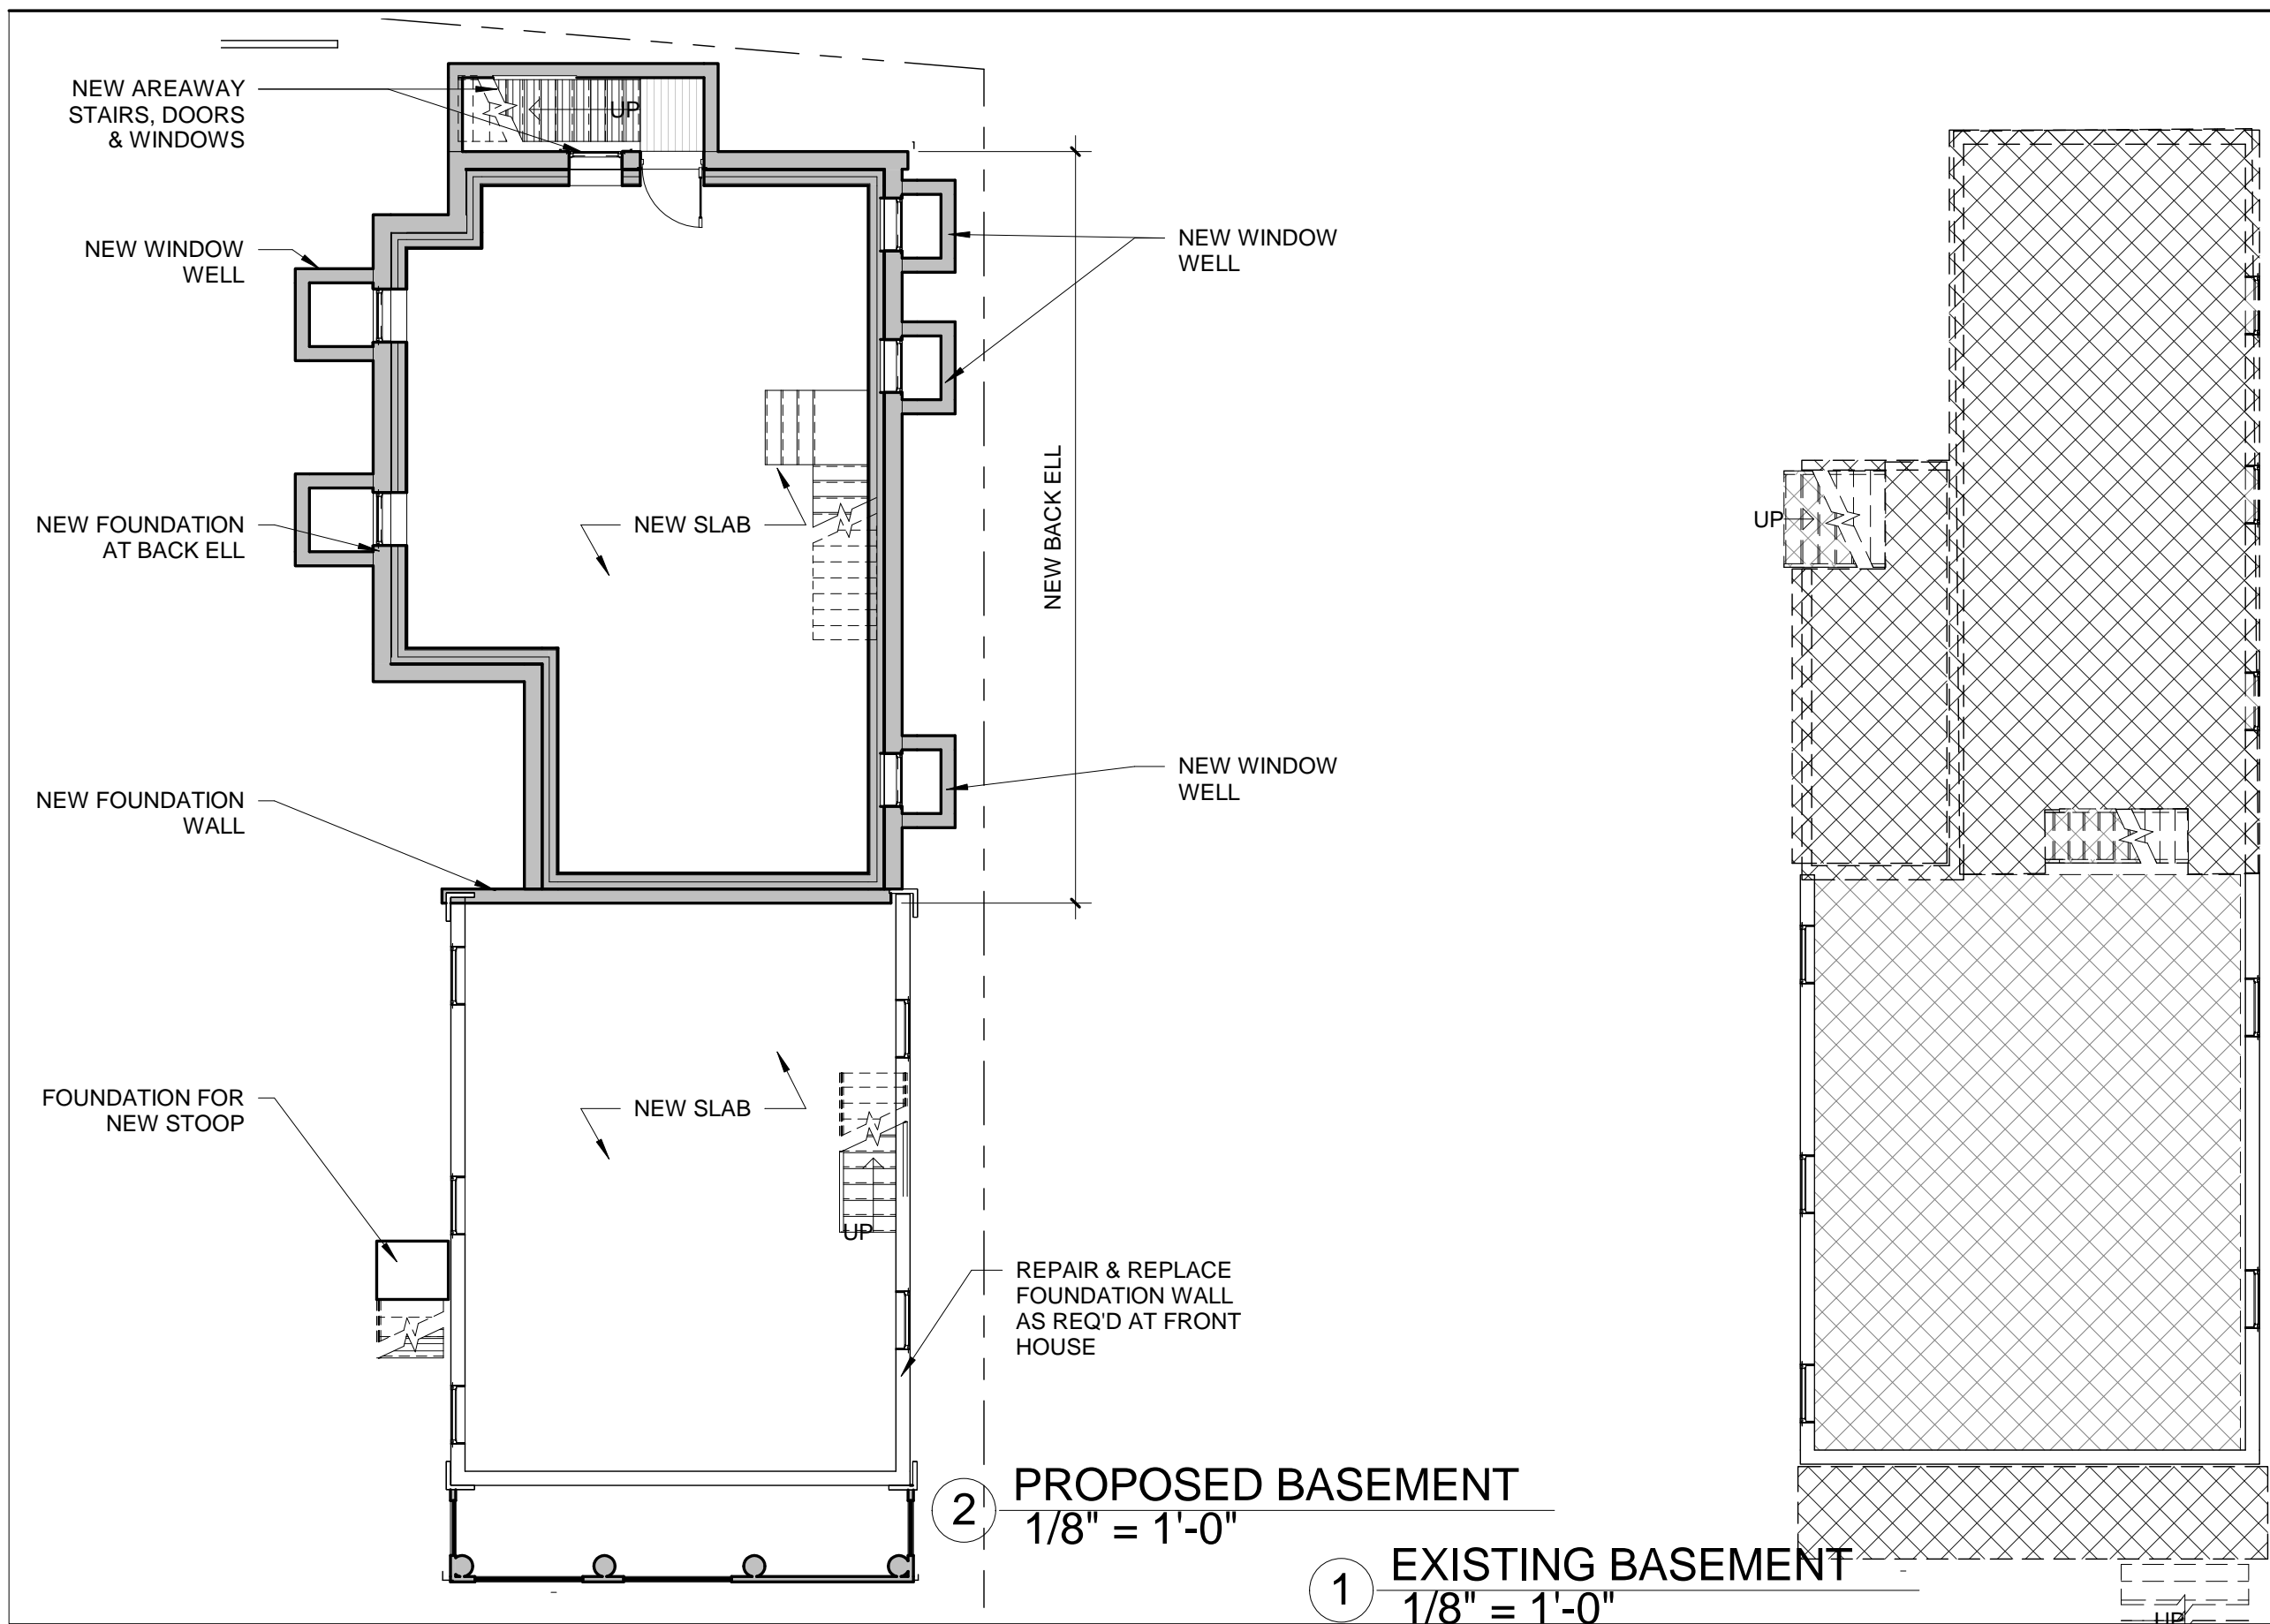 NEW AREAWAY
STAIRS, DOORS
& WINDOWS
UP
NEW WINDOW
WELL
NEW WINDOW
WELL
NEW FOUNDATION
AT BACK ELL
NEW SLAB
NEW BACK ELL
UP
NEW WINDOW
WELL
NEW FOUNDATION
WALL
FOUNDATION FOR
NEW STOOP
NEW SLAB
UP
REPAIR & REPLACE
FOUNDATION WALL
AS REQ'D AT FRONT
HOUSE
2
PROPOSED BASEMENT
1/8" = 1'-0"
1
EXISTING BASEMENT
1/8" = 1'-0"
UP